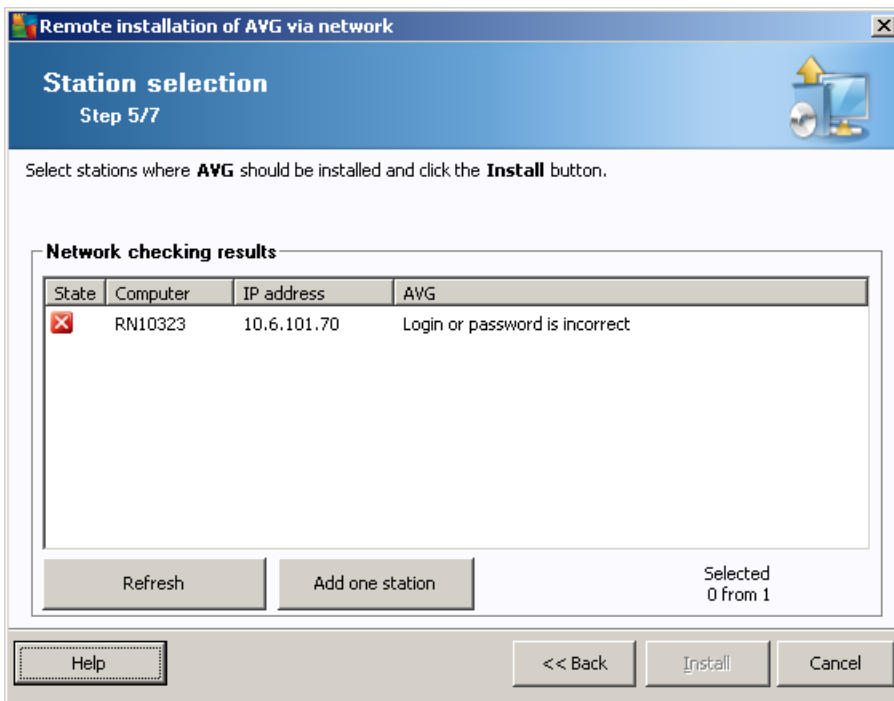 Remote installation of AVG via network
Station selection
Step 5/7
Select stations where AVG should be installed and click the Install button.
Network checking results
State Computer IP address AVG
RN10323 10.6.101.70 Login or password is incorrect
Refresh Add one station Selected
0 from 1
Help << Back Install Cancel